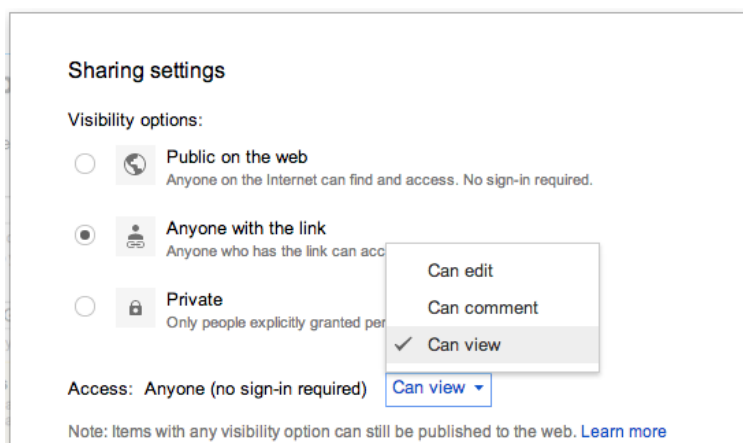 Sharing settings
Visibility options:
Public on the web
Anyone on the Internet can find and access. No sign-in required.
Anyone with the link
Anyone who has the link can acc
Can edit
Private
Can comment
Only people explicitly granted per
Can view
Access: Anyone (no sign-in required) Can view
Note: Items with any visibility option can still be published to the web. Learn more